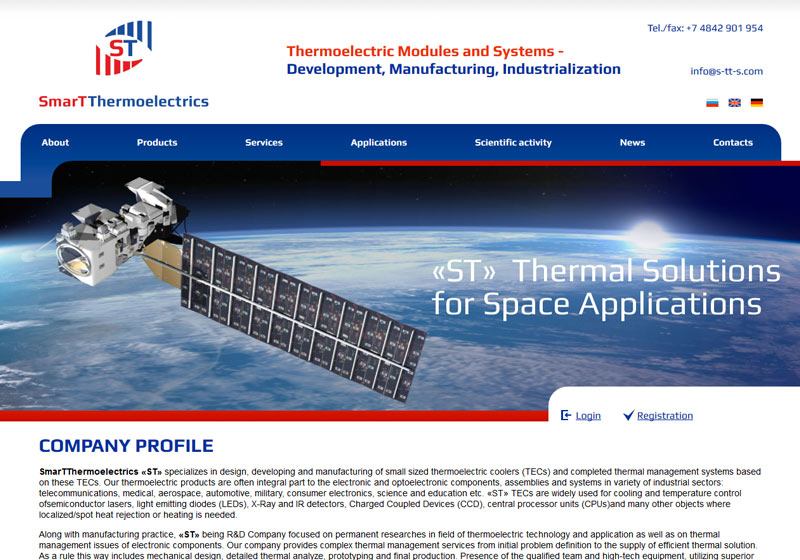 ST
Tel./fax: +7 4842 901 954
Thermoelectric Modules and Systems -
Development, Manufacturing, Industrialization
info@s-tt-s.com
SmarTThermoelectrics
About Products Services Applications Scientific activity News Contacts
«ST» Thermal Solutions
for Space Applications
Login Registration
COMPANY PROFILE
SmarTThermoelectrics «ST» specializes in design, developing and manufacturing of small sized thermoelectric coolers (TECs) and completed thermal management systems based
on these TECs. Our thermoelectric products are often integral part to the electronic and optoelectronic components, assemblies and systems in variety of industrial sectors:
telecommunications, medical, aerospace, automotive, military, consumer electronics, science and education etc. «ST» TECs are widely used for cooling and temperature control
ofsemiconductor lasers, light emitting diodes (LEDs), X-Ray and IR detectors, Charged Coupled Devices (CCD), central processor units (CPUs)and many other objects where
localized/spot heat rejection or heating is needed.
Along with manufacturing practice, «ST» being R&D Company focused on permanent researches in field of thermoelectric technology and application as well as on thermal
management issues of electronic components. Our company provides complex thermal management services from initial problem definition to the supply of efficient thermal solution.
As a rule this way includes mechanical design, detailed thermal analyze, prototyping and final production. Presence of the qualified team and high-tech equipment, utilizing superior